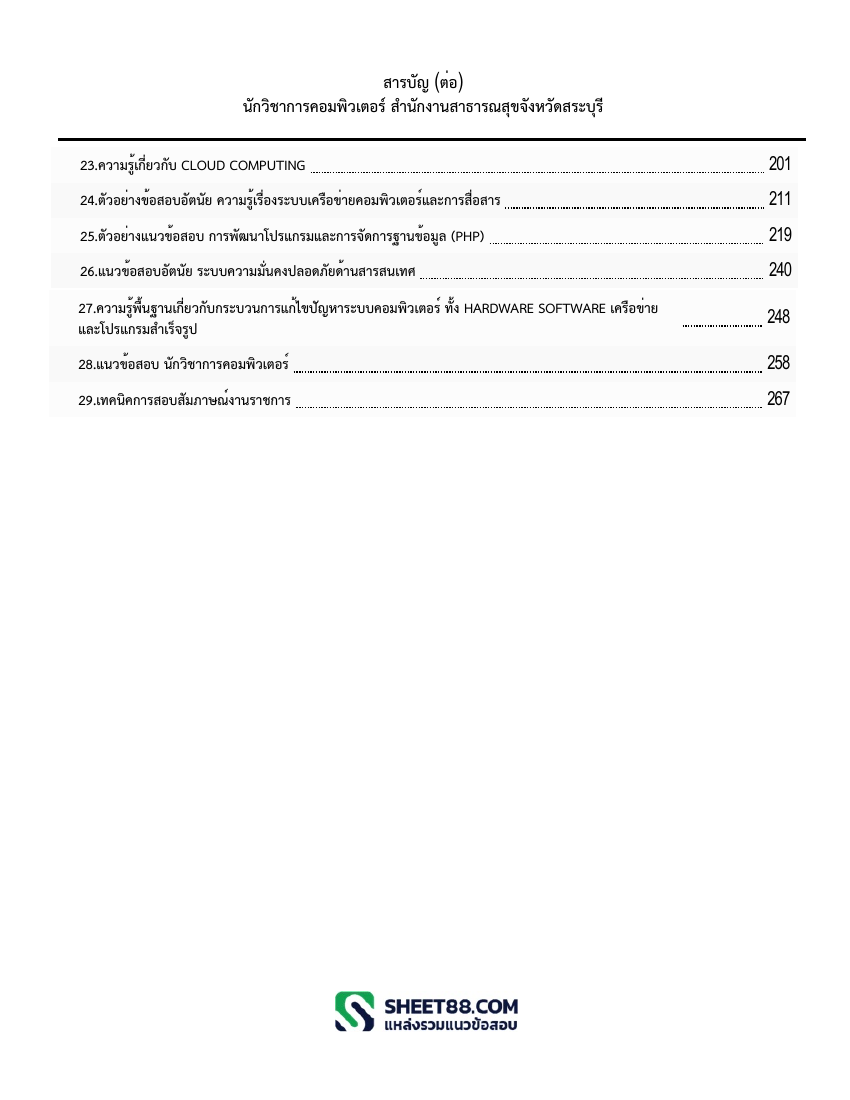 สารบัญ (ต่อ)
นักวิชาการคอมพิวเตอร์ สำนักงานสาธารณสุขจังหวัดสระบุรี
23.ความรู้เกี่ยวกับ CLOUD COMPUTING 201
24.ตัวอย่างข้อสอบอัตนัย ความรู้เรื่องระบบเครือข่ายคอมพิวเตอร์และการสื่อสาร 211
25.ตัวอย่างแนวข้อสอบ การพัฒนาโปรแกรมและการจัดการฐานข้อมูล (PHP) 219
26.แนวข้อสอบอัตนัย ระบบความมั่นคงปลอดภัยด้านสารสนเทศ 240
27.ความรู้พื้นฐานเกี่ยวกับกระบวนการแก้ไขปัญหาระบบคอมพิวเตอร์ ทั้ง HARDWARE SOFTWARE เครือข่าย
และโปรแกรมสำเร็จรูป 248
28.แนวข้อสอบ นักวิชาการคอมพิวเตอร์ 258
29.เทคนิคการสอบสัมภาษณ์งานราชการ 267
SHEET88.COM
แหล่งรวมแนวข้อสอบ